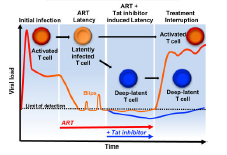 Initial infection
ART
Latency
ART +
Tat inhibitor
induced Latency
Treatment
Interruption
Activated
T cell
Latently
infected
T cell
Activated
T cell
Deep-latent
T cell
Deep-latent
T cell
Blips
Viral load
Limit of detection
ART
+ Tat inhibitor
Time